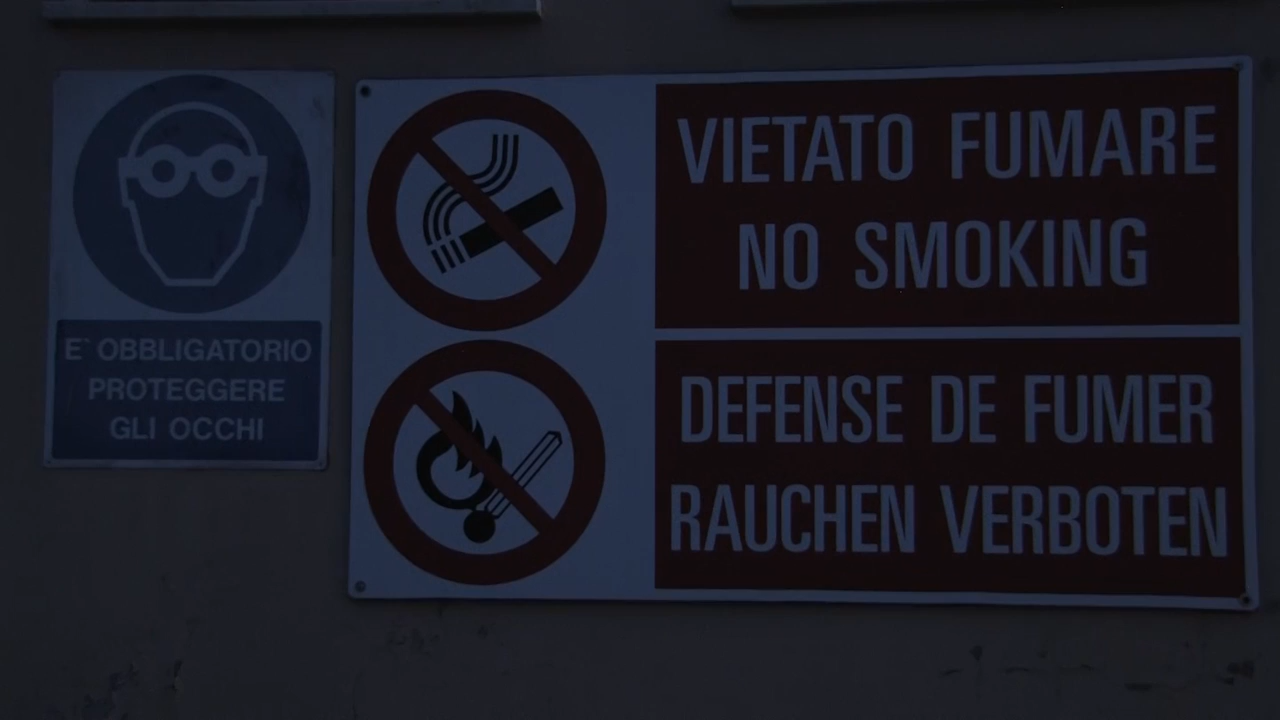 E` OBBLIGATORIO
PROTEGGERE
GLI OCCHI
VIETATO FUMARE
NO SMOKING
DEFENSE DE FUMER
RAUCHEN VERBOTEN